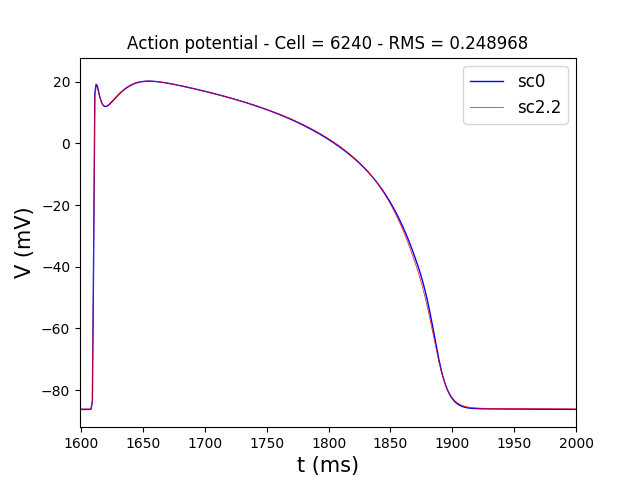 Action potential - Cell = 6240 - RMS = 0.248968
sc0
sc2.2
V (mV)
20
0
−20
−40
−60
−80
1600 1650 1700 1750 1800 1850 1900 1950 2000
t (ms)